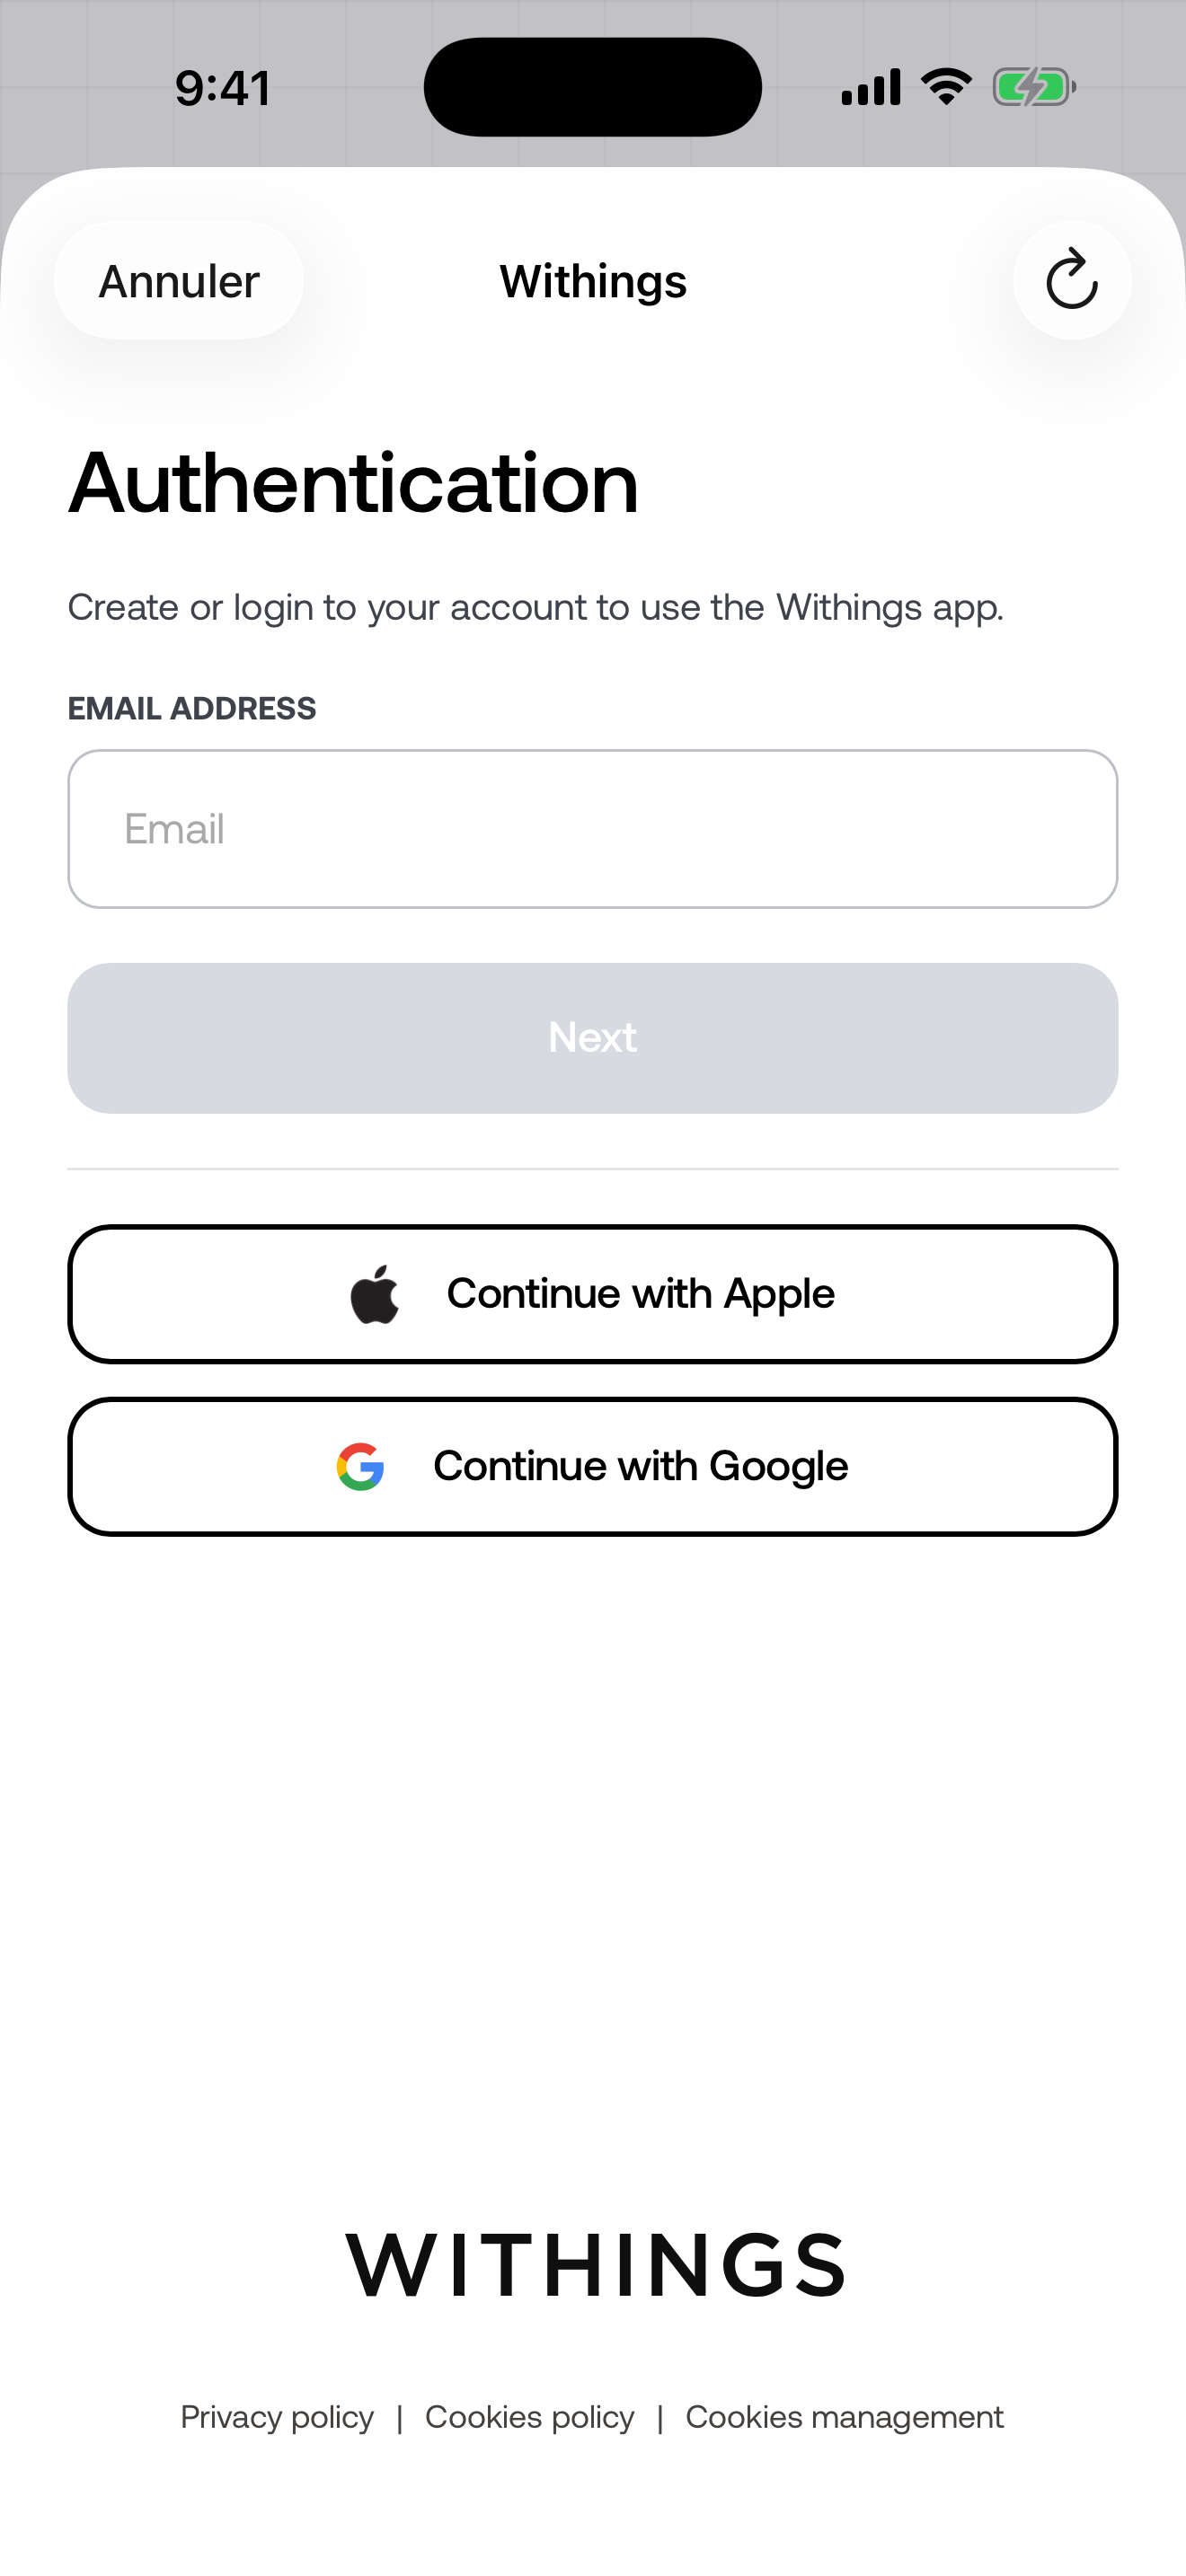 9:41
Annuler
Withings
Authentication
Create or login to your account to use the Withings app.
EMAIL ADDRESS
Email
Next
Continue with Apple
Continue with Google
WITHINGS
Privacy policy | Cookies policy | Cookies management